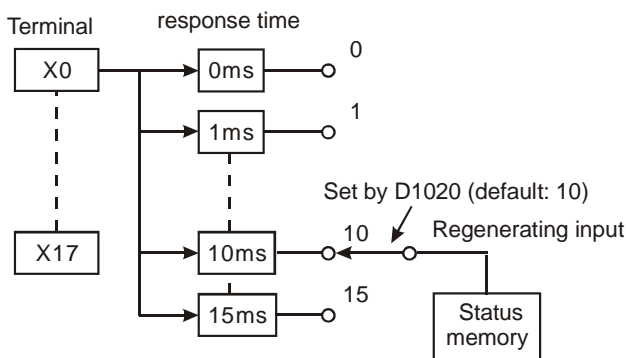 Terminal
response time
X0
0ms
0
1ms
1
Set by D1020 (default: 10)
Regenerating input
X17
10ms
10
15ms
15
Status
memory